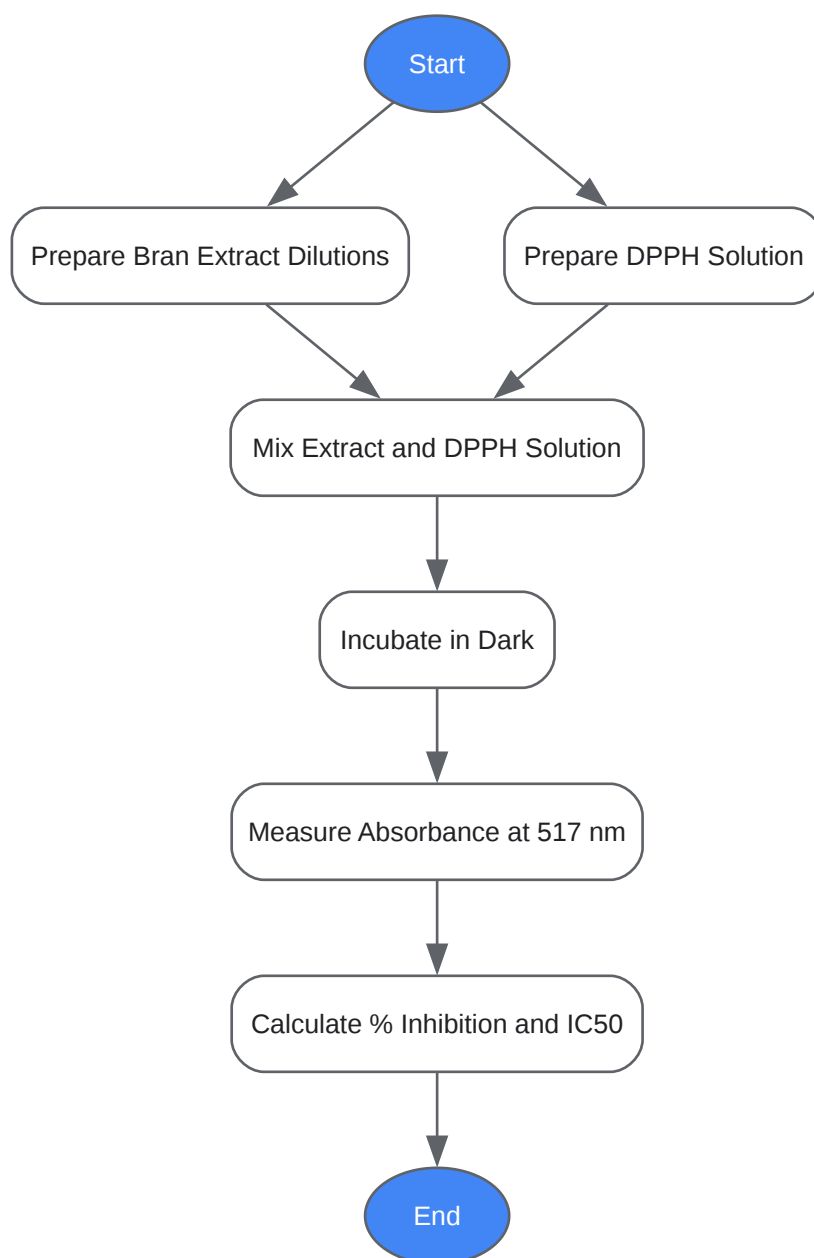 Start
Prepare Bran Extract Dilutions
Prepare DPPH Solution
Mix Extract and DPPH Solution
Incubate in Dark
Measure Absorbance at 517 nm
Calculate % Inhibition and IC50
End